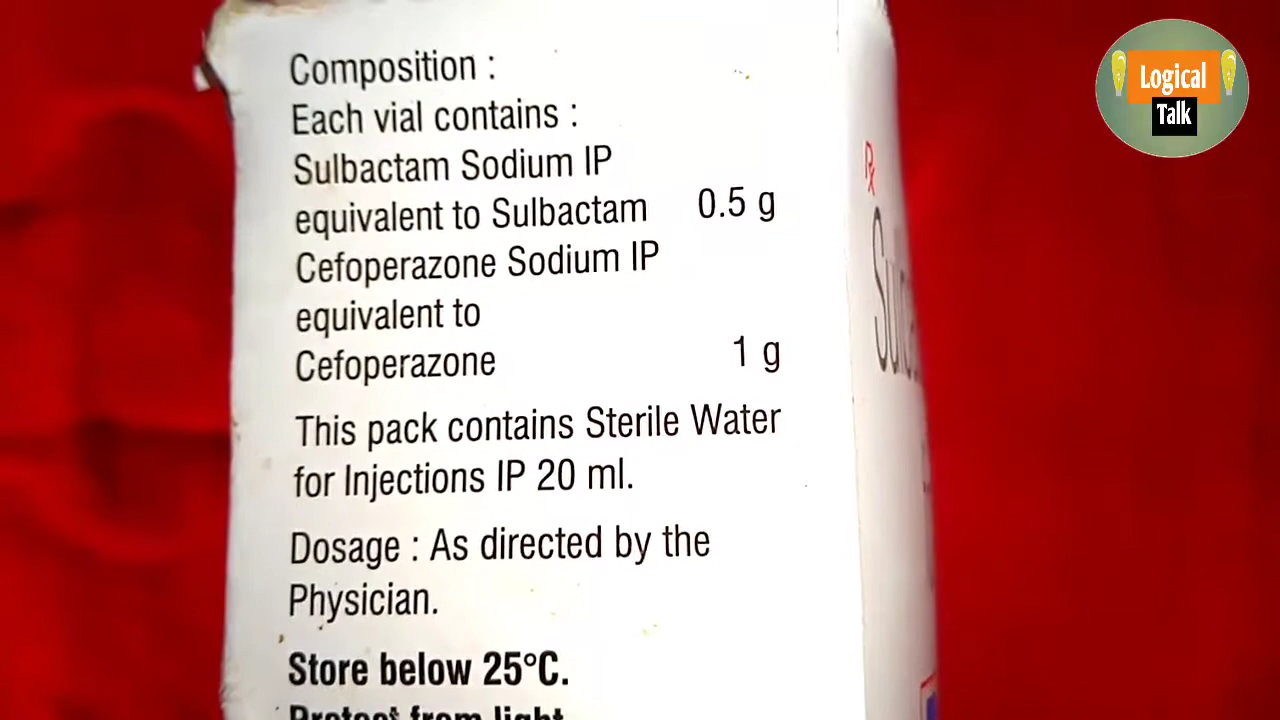 Composition :
Each vial contains :
Sulbactam Sodium IP
equivalent to Sulbactam 0.5 g
Cefoperazone Sodium IP
equivalent to
Cefoperazone 1 g
This pack contains Sterile Water
for Injections IP 20 ml.
Dosage : As directed by the
Physician.
Store below 25°C.
Protect from light.
Rx
Logical
Talk